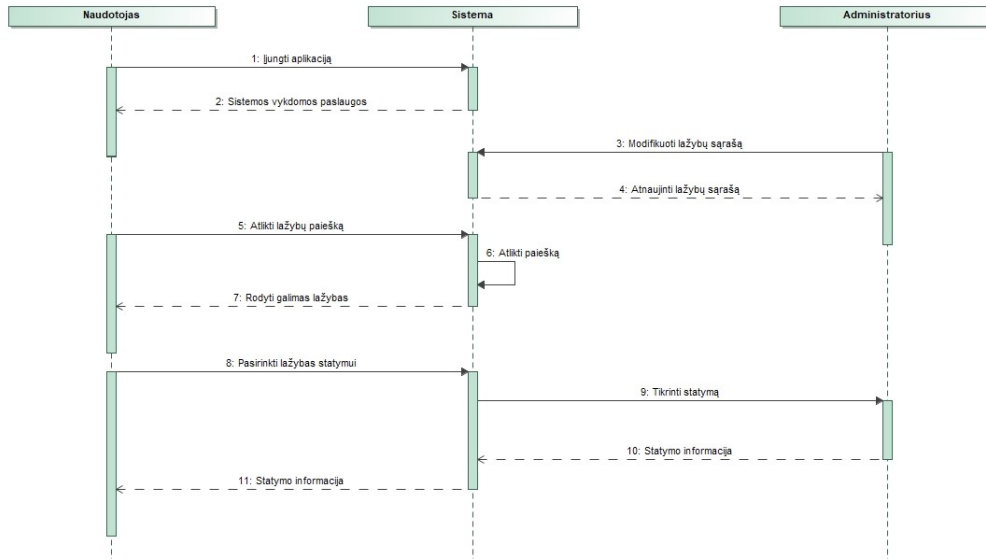 Naudotojas
Sistema
Administratorius
1: Įjungti aplikaciją
2: Sistemos vykdomos paslaugos
3: Modifikuoti lažybų sąrašą
4: Atnaujinti lažybų sąrašą
5: Atlikti lažybų paiešką
6: Atlikti paiešką
7: Rodyti galimas lažybas
8: Pasirinkti lažybas statymui
9: Tikrinti statymą
10: Statymo informacija
11: Statymo informacija